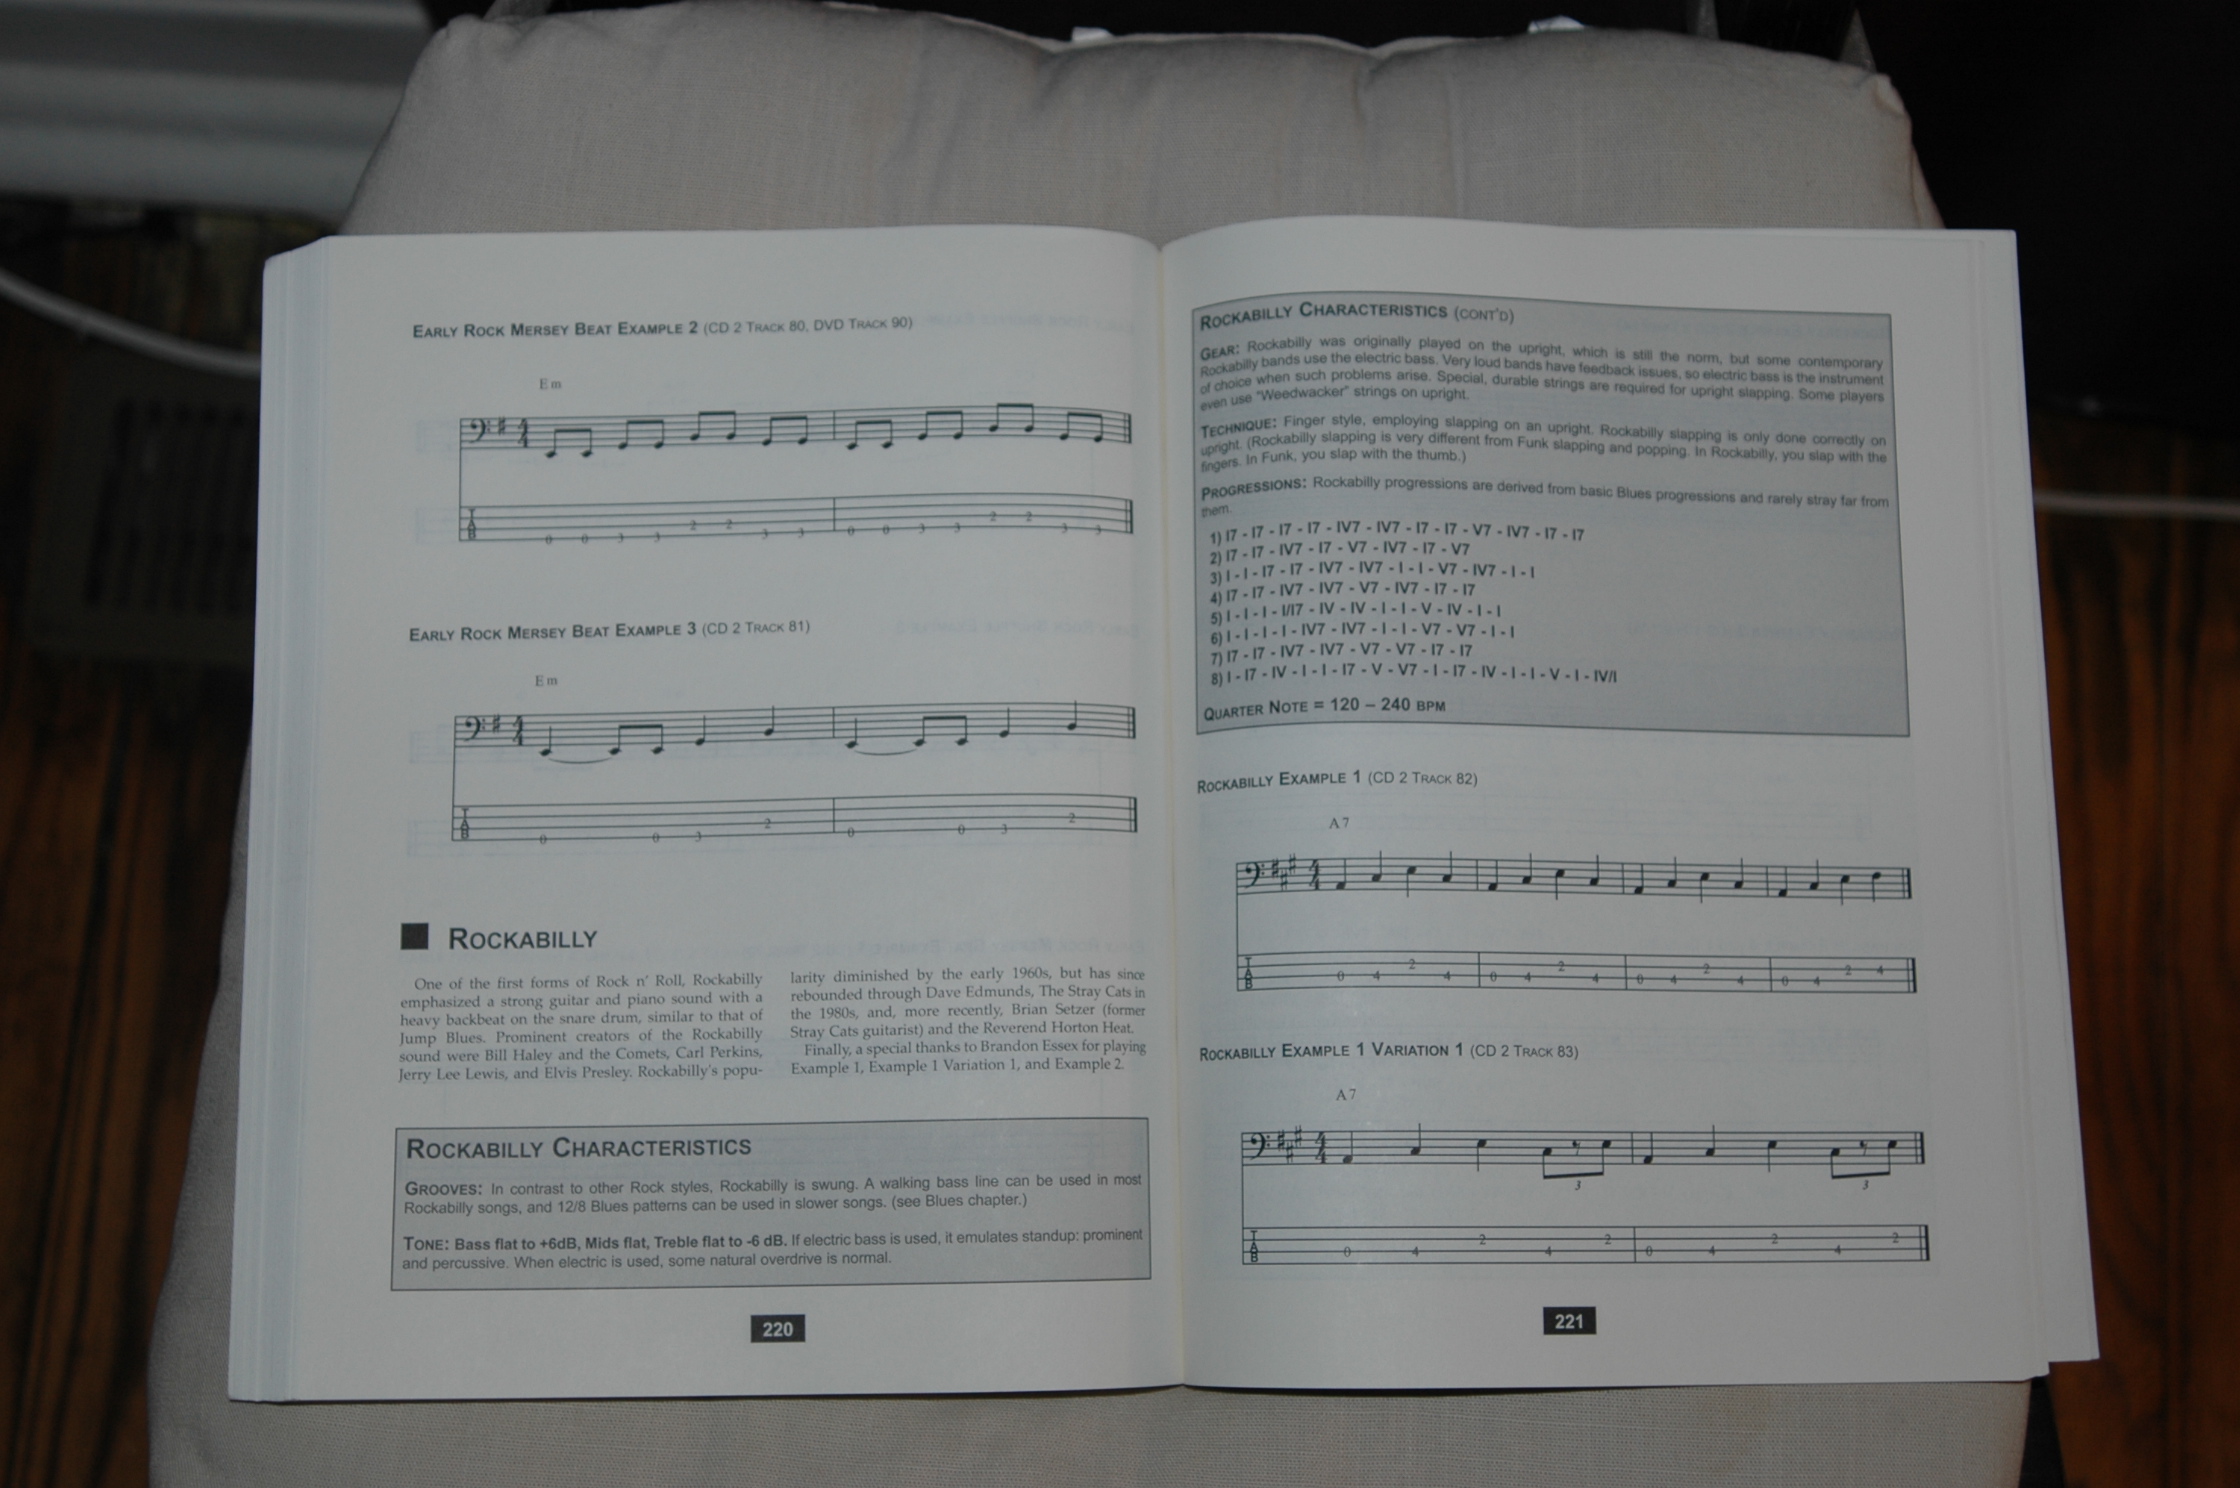 EARLY ROCK MERSEY BEAT EXAMPLE 2 (CD 2 TRACK 80, DVD TRACK 90)
Em
4
4
T
A
B
0 0 3 3 2 2 3 3 0 0 3 3 2 2 3 3
EARLY ROCK MERSEY BEAT EXAMPLE 3 (CD 2 TRACK 81)
Em
4
4
T
A
B
0 0 3 2 0 0 3 2
ROCKABILLY
One of the first forms of Rock n' Roll, Rockabilly
emphasized a strong guitar and piano sound with a
heavy backbeat on the snare drum, similar to that of
Jump Blues. Prominent creators of the Rockabilly
sound were Bill Haley and the Comets, Carl Perkins,
Jerry Lee Lewis, and Elvis Presley. Rockabilly's popu-
larity diminished by the early 1960s, but has since
rebounded through Dave Edmunds, The Stray Cats in
the 1980s, and, more recently, Brian Setzer (former
Stray Cats guitarist) and the Reverend Horton Heat.
Finally, a special thanks to Brandon Essex for playing
Example 1, Example 1 Variation 1, and Example 2.
ROCKABILLY CHARACTERISTICS
GROOVES: In contrast to other Rock styles, Rockabilly is swung. A walking bass line can be used in most
Rockabilly songs, and 12/8 Blues patterns can be used in slower songs. (see Blues chapter.)
TONE: Bass flat to +6dB, Mids flat, Treble flat to -6 dB. If electric bass is used, it emulates standup: prominent
and percussive. When electric is used, some natural overdrive is normal.
220
ROCKABILLY CHARACTERISTICS (CONT'D)
GEAR: Rockabilly was originally played on the upright, which is still the norm, but some contemporary
Rockabilly bands use the electric bass. Very loud bands have feedback issues, so electric bass is the instrument
of choice when such problems arise. Special, durable strings are required for upright slapping. Some players
even use "Weedwacker" strings on upright.
TECHNIQUE: Finger style, employing slapping on an upright. Rockabilly slapping is only done correctly on
upright. (Rockabilly slapping is very different from Funk slapping and popping. In Rockabilly, you slap with the
fingers. In Funk, you slap with the thumb.)
PROGRESSIONS: Rockabilly progressions are derived from basic Blues progressions and rarely stray far from
them.
1) I7 - I7 - I7 - I7 - IV7 - IV7 - I7 - I7 - V7 - IV7 - I7 - I7
2) I7 - I7 - IV7 - I7 - V7 - IV7 - I7 - V7
3) I - I - I7 - I7 - IV7 - IV7 - I - I - V7 - IV7 - I - I
4) I7 - I7 - IV7 - IV7 - V7 - IV7 - I7 - I7
5) I - I - I - I/I7 - IV - IV - I - I - V - IV - I - I
6) I - I - I - I - IV7 - IV7 - I - I - V7 - V7 - I - I
7) I7 - I7 - IV7 - IV7 - V7 - V7 - I7 - I7
8) I - I7 - IV - I - I - I7 - V - V7 - I - I7 - IV - I - I - V - I - IV/I
QUARTER NOTE = 120 – 240 BPM
ROCKABILLY EXAMPLE 1 (CD 2 TRACK 82)
A7
4
4
T
A
B
0 4 2 4 0 4 2 4 0 4 2 4 0 4 2 4
ROCKABILLY EXAMPLE 1 VARIATION 1 (CD 2 TRACK 83)
A7
4
4
3 3
T
A
B
0 4 2 4 2 0 4 2 4 2
221